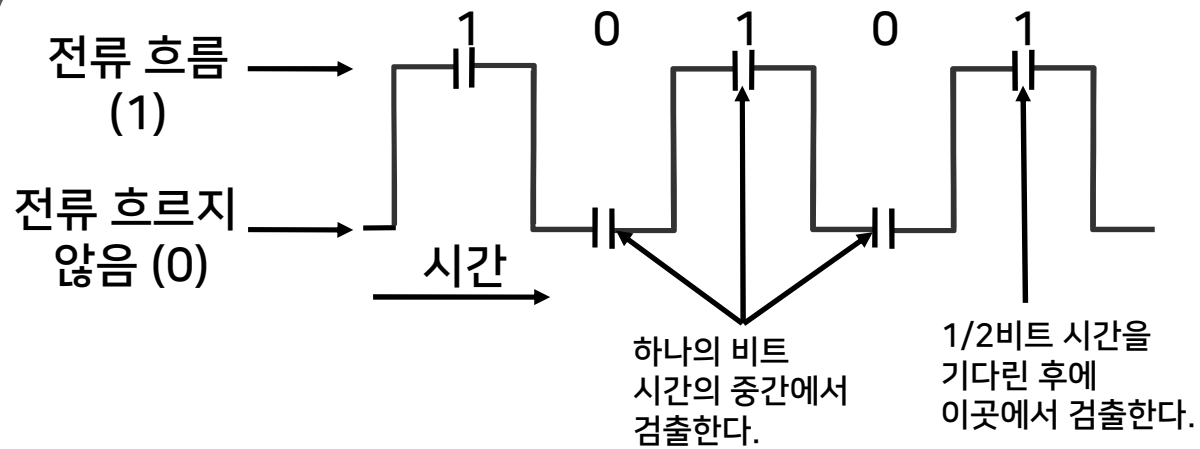 1 0 1 0 1
전류 흐름
(1)
전류 흐르지
않음 (0)
시간
하나의 비트
시간의 중간에서
검출한다.
1/2비트 시간을
기다린 후에
이곳에서 검출한다.